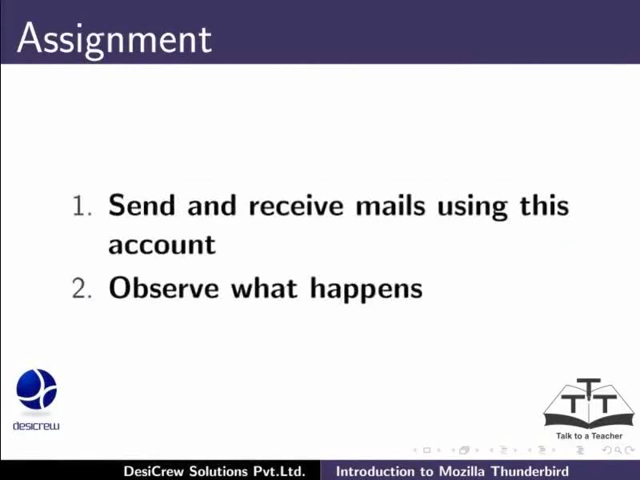 Assignment
1. Send and receive mails using this
account
2. Observe what happens
desicrew
TTT
Talk to a Teacher
DesiCrew Solutions Pvt.Ltd. Introduction to Mozilla Thunderbird